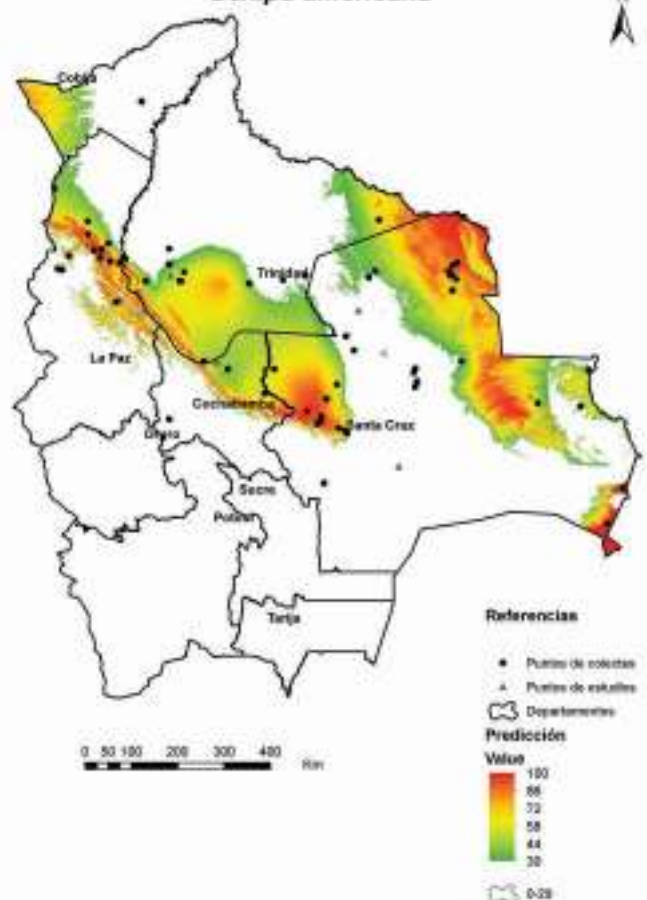 Cobija
Trinidad
La Paz
Cochabamba
Oruro
Santa Cruz
Sucre
Potosí
Tarija
Referencias
Puntos de colectas
Puntos de estudios
Departamentos
Predicción
Value
100
86
72
58
44
30
0-29
0 50 100 200 300 400
Km